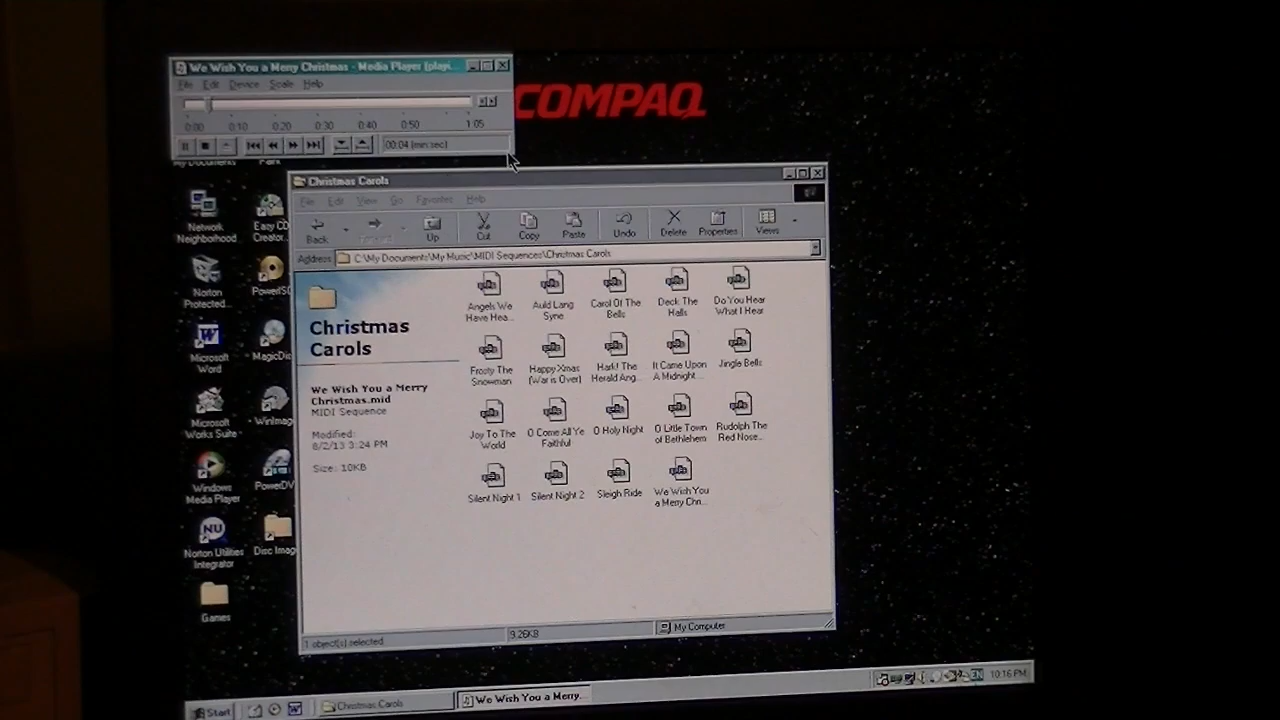 We Wish You a Merry Christmas - Media Player (playi...
File Edit Device Scale Help
0:00 0:10 0:20 0:30 0:40 0:50 1:05
00:04 (min:sec)
COMPAQ
My Documents
Park
Network
Neighborhood
Easy CD
Creator...
Norton
Protected...
Microsoft
Word
MagicDis
Microsoft
Works Suite
WinImag
Windows
Media Player
PowerDV
NU
Norton Utilities
Integrator
Disc Imag
Games
Christmas Carols
File Edit View Go Favorites Help
Back Forward Up Cut Copy Paste Undo Delete Properties Views
Address C:\My Documents\My Music\MIDI Sequences\Christmas Carols
Christmas
Carols
We Wish You a Merry
Christmas.mid
MIDI Sequence
Modified:
8/2/13 3:24 PM
Size: 10KB
Angels We
Have Hea...
Auld Lang
Syne
Carol Of The
Bells
Deck The
Halls
Do You Hear
What I Hear
Frosty The
Snowman
Happy Xmas
(War is Over)
Hark! The
Herald Ang...
It Came Upon
A Midnight...
Jingle Bells
Joy To The
World
O Come All Ye
Faithful
O Holy Night
O Little Town
of Bethlehem
Rudolph The
Red Nose...
Silent Night 1
Silent Night 2
Sleigh Ride
We Wish You
a Merry Chri...
1 object(s) selected
9.26KB
My Computer
Start
Christmas Carols
We Wish You a Merry...
EN
10:16 PM